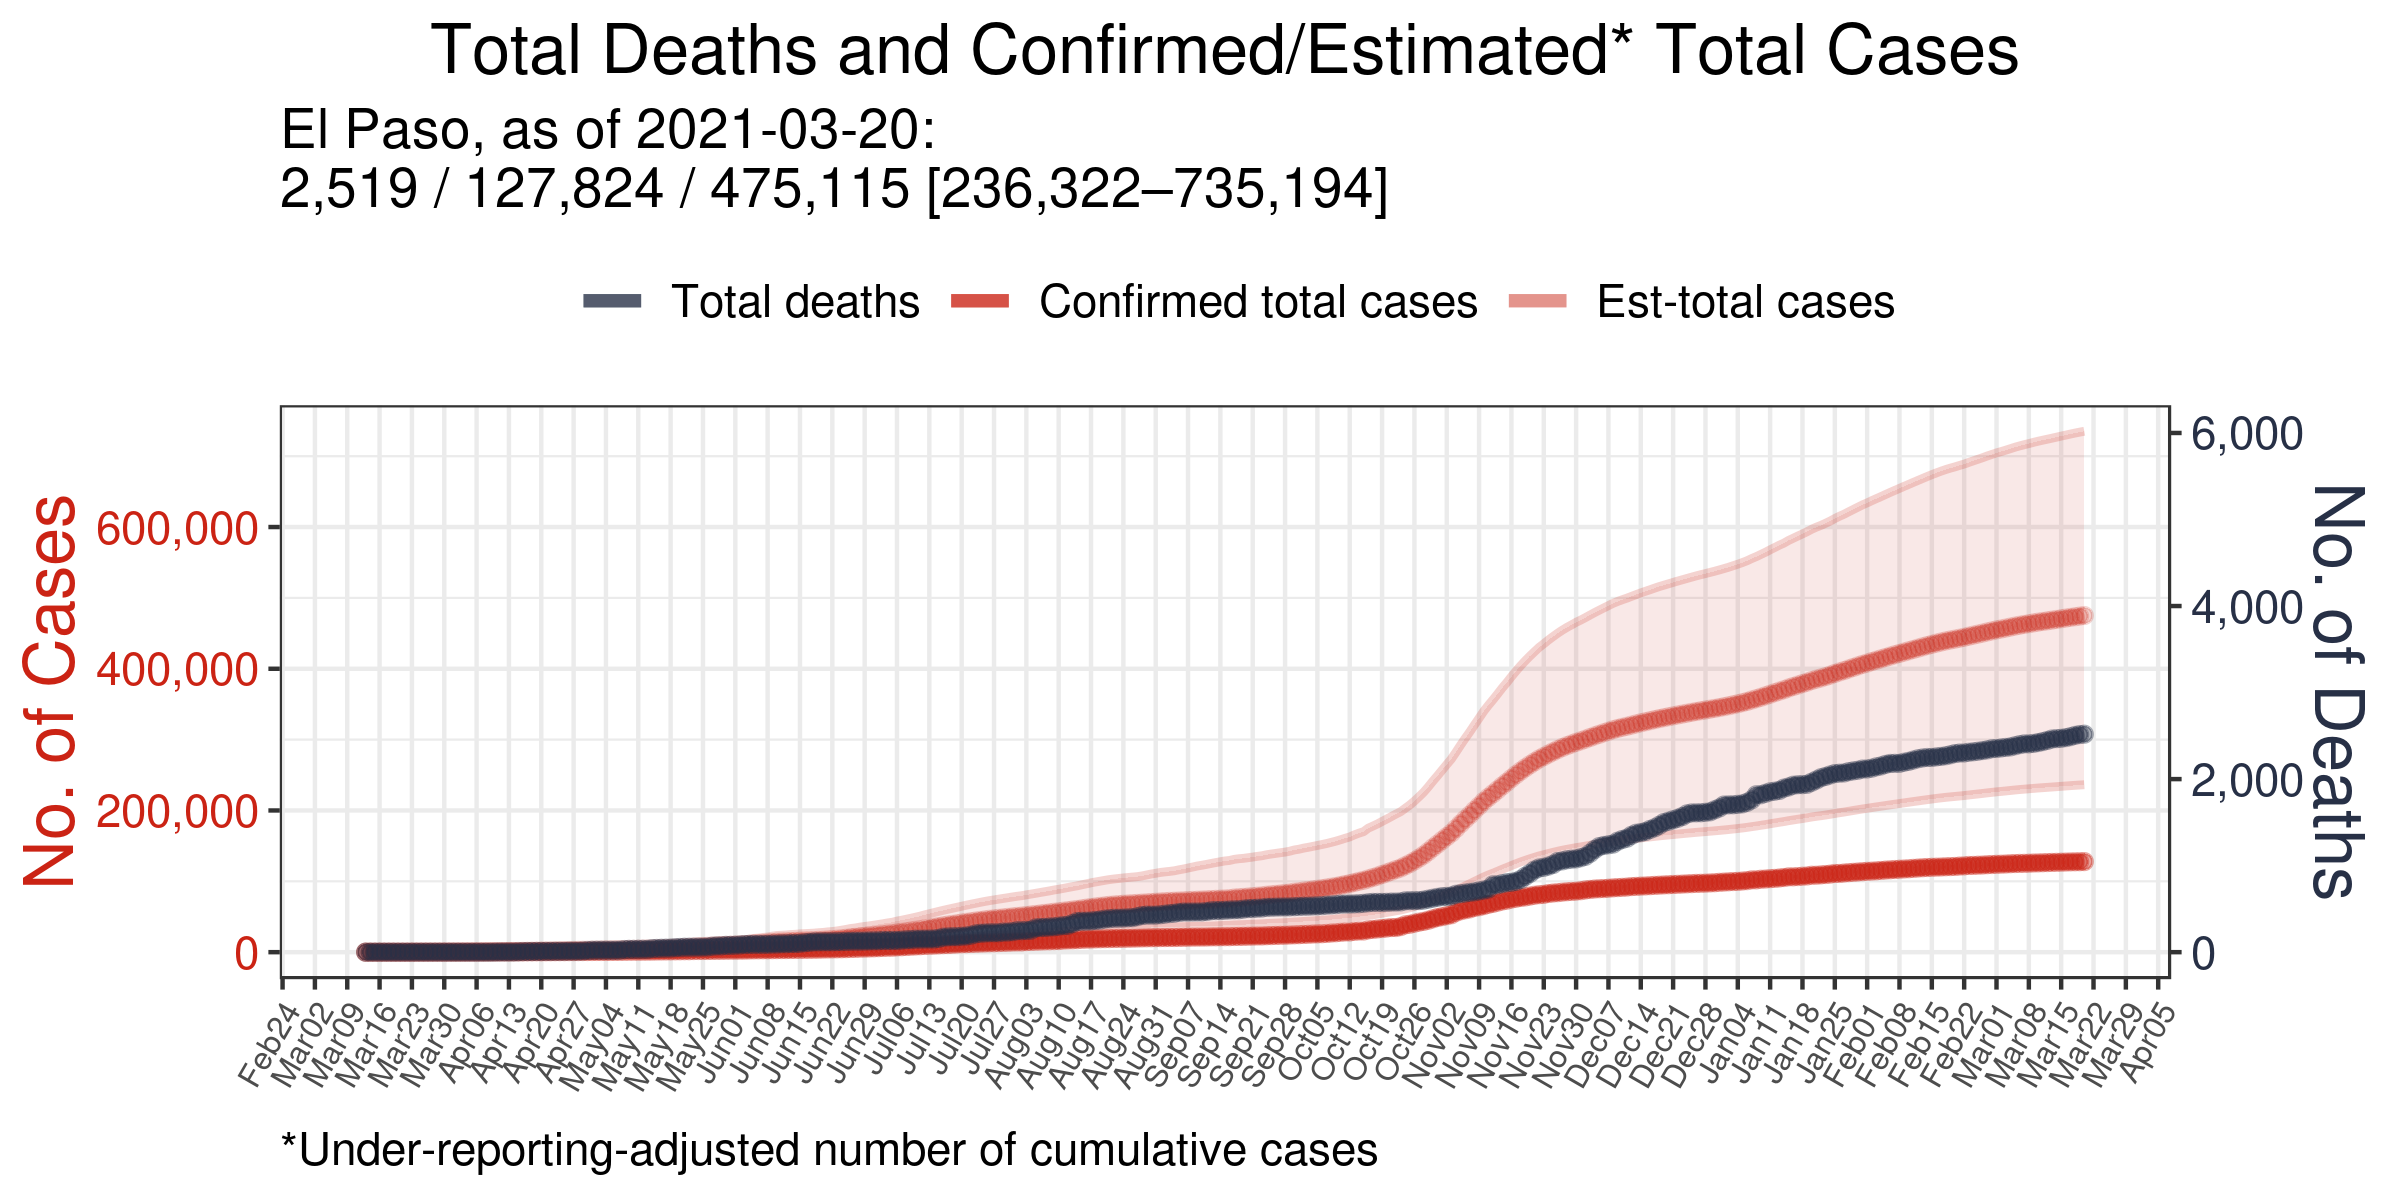 Total Deaths and Confirmed/Estimated* Total Cases
El Paso, as of 2021-03-20:
2,519 / 127,824 / 475,115 [236,322–735,194]
Total deaths
Confirmed total cases
Est-total cases
No. of Cases
600,000
400,000
200,000
0
6,000
4,000
2,000
0
No. of Deaths
Feb24
Mar02
Mar09
Mar16
Mar23
Mar30
Apr06
Apr13
Apr20
Apr27
May04
May11
May18
May25
Jun01
Jun08
Jun15
Jun22
Jun29
Jul06
Jul13
Jul20
Jul27
Aug03
Aug10
Aug17
Aug24
Aug31
Sep07
Sep14
Sep21
Sep28
Oct05
Oct12
Oct19
Oct26
Nov02
Nov09
Nov16
Nov23
Nov30
Dec07
Dec14
Dec21
Dec28
Jan04
Jan11
Jan18
Jan25
Feb01
Feb08
Feb15
Feb22
Mar01
Mar08
Mar15
Mar22
Mar29
Apr05
*Under-reporting-adjusted number of cumulative cases